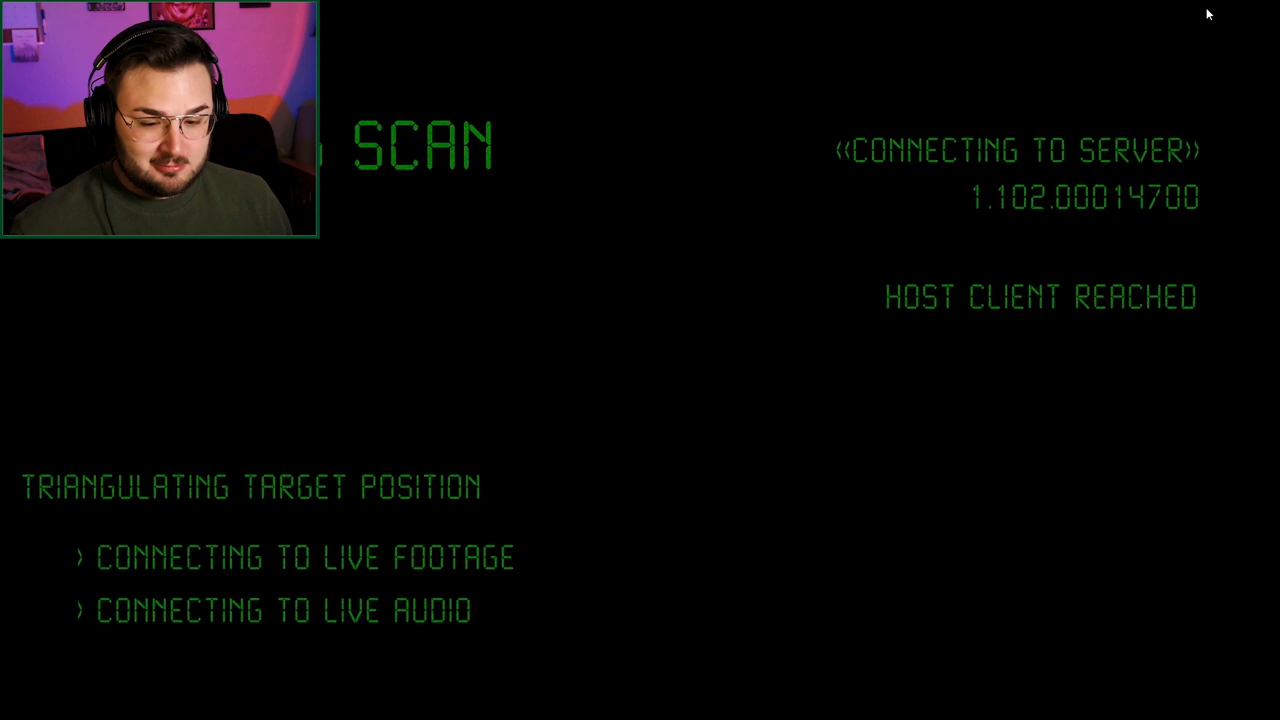 SCAN
‹‹CONNECTING TO SERVER››
1.102.00014700
HOST CLIENT REACHED
TRIANGULATING TARGET POSITION
› CONNECTING TO LIVE FOOTAGE
› CONNECTING TO LIVE AUDIO